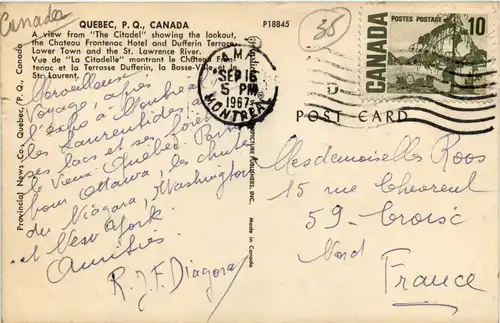 Canada
QUEBEC, P. Q., CANADA
P18845
A view from "The Citadel" showing the lookout,
the Chateau Frontenac Hotel and Dufferin Terrace,
Lower Town and the St. Lawrence River.
Vue de "La Citadelle" montrant le Château Fron-
tenac et la Terrasse Dufferin, la Basse-Ville et le
St. Laurent.
35
POSTES POSTAGE
10
CANADA
SEP 16
5 PM
1967
MONTREAL
POST CARD
Provincial News Co., Quebec, P.Q., Canada
Made in Canada
Merveilleux
voyage, après
l'expo à Montréal
les Laurentides
ses lacs et ses forêts
le vieux Québec
pour Ottawa, les chutes
du Niagara, Washington
et New York
Amitiés
R.J.F. Diagora
Mesdemoiselles Roos
15 rue Chevreul
59 - Croix
Nord
France